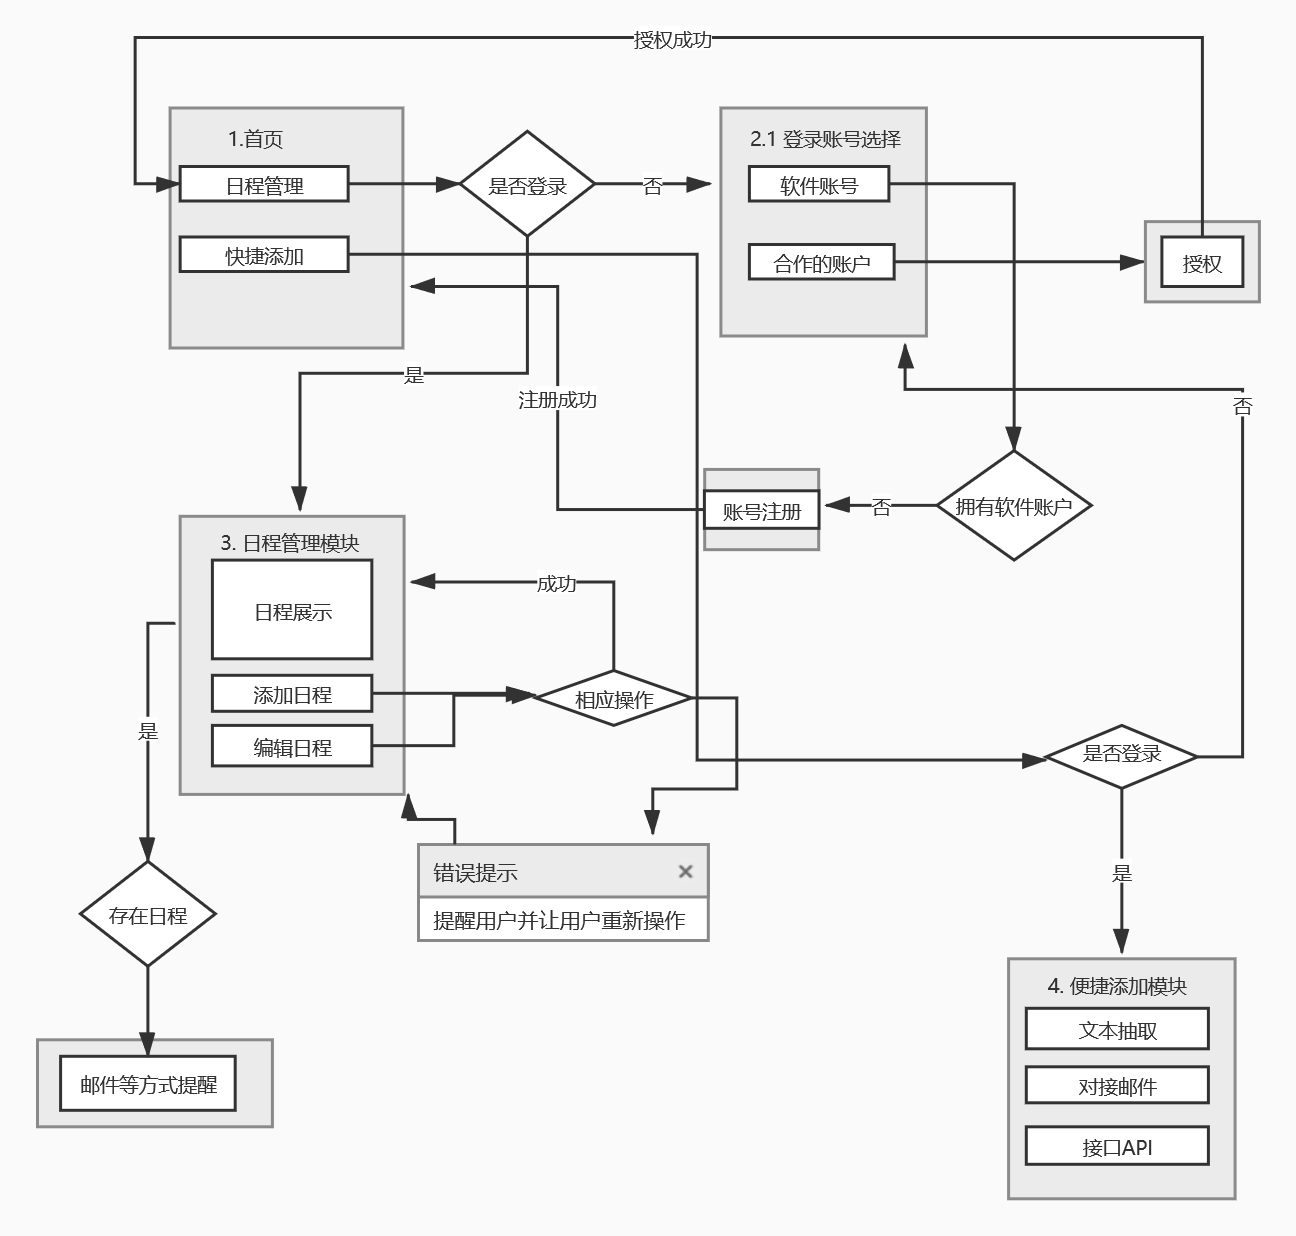 授权成功
1.首页
日程管理
快捷添加
是否登录
否
2.1 登录账号选择
软件账号
合作的账户
授权
是
注册成功
否
账号注册
否
拥有软件账户
3. 日程管理模块
日程展示
添加日程
编辑日程
成功
相应操作
是
是否登录
错误提示
提醒用户并让用户重新操作
是
存在日程
邮件等方式提醒
4. 便捷添加模块
文本抽取
对接邮件
接口API